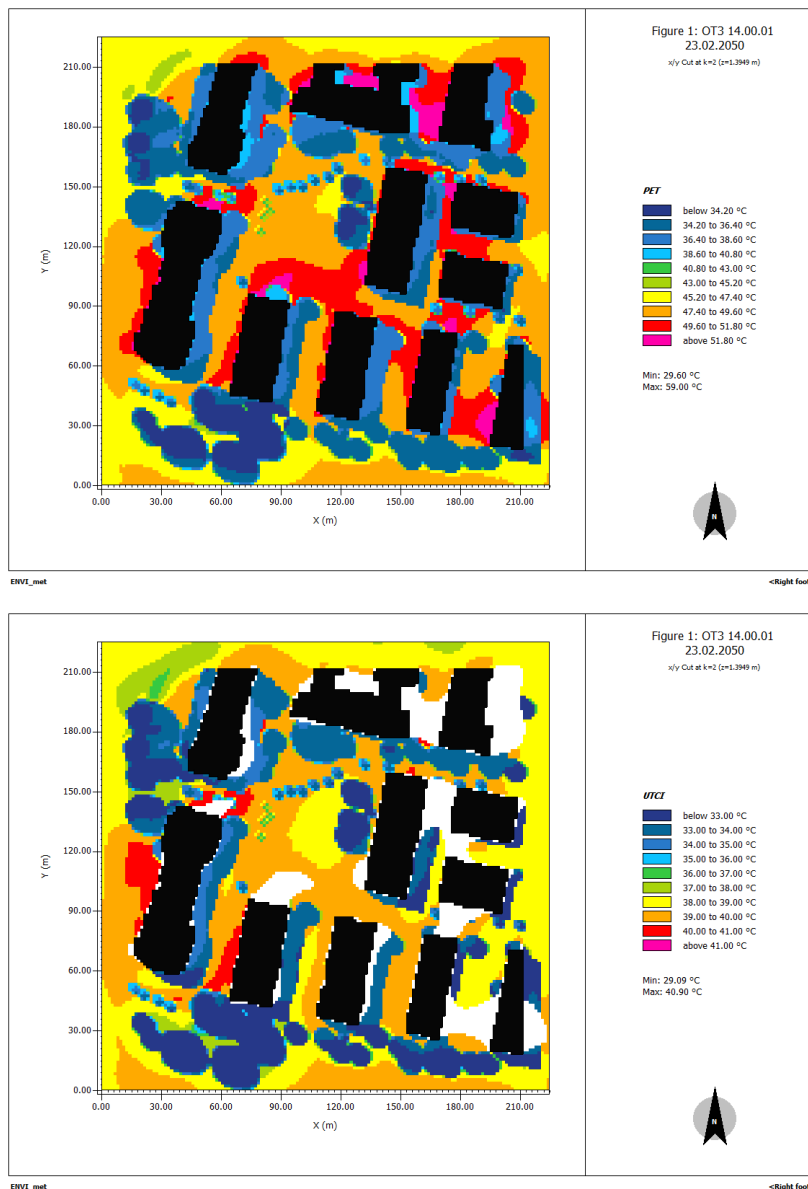 Figure 1: OT3 14.00.01
23.02.2050
x/y Cut at k=2 (z=1.3949 m)
210.00
180.00
150.00
120.00
90.00
60.00
30.00
0.00
Y (m)
0.00 30.00 60.00 90.00 120.00 150.00 180.00 210.00
X (m)
PET
below 34.20 °C
34.20 to 36.40 °C
36.40 to 38.60 °C
38.60 to 40.80 °C
40.80 to 43.00 °C
43.00 to 45.20 °C
45.20 to 47.40 °C
47.40 to 49.60 °C
49.60 to 51.80 °C
above 51.80 °C
Min: 29.60 °C
Max: 59.00 °C
N
ENVI_met
<Right foot
Figure 1: OT3 14.00.01
23.02.2050
x/y Cut at k=2 (z=1.3949 m)
210.00
180.00
150.00
120.00
90.00
60.00
30.00
0.00
Y (m)
0.00 30.00 60.00 90.00 120.00 150.00 180.00 210.00
X (m)
UTCI
below 33.00 °C
33.00 to 34.00 °C
34.00 to 35.00 °C
35.00 to 36.00 °C
36.00 to 37.00 °C
37.00 to 38.00 °C
38.00 to 39.00 °C
39.00 to 40.00 °C
40.00 to 41.00 °C
above 41.00 °C
Min: 29.09 °C
Max: 40.90 °C
N
ENVI_met
<Right foot